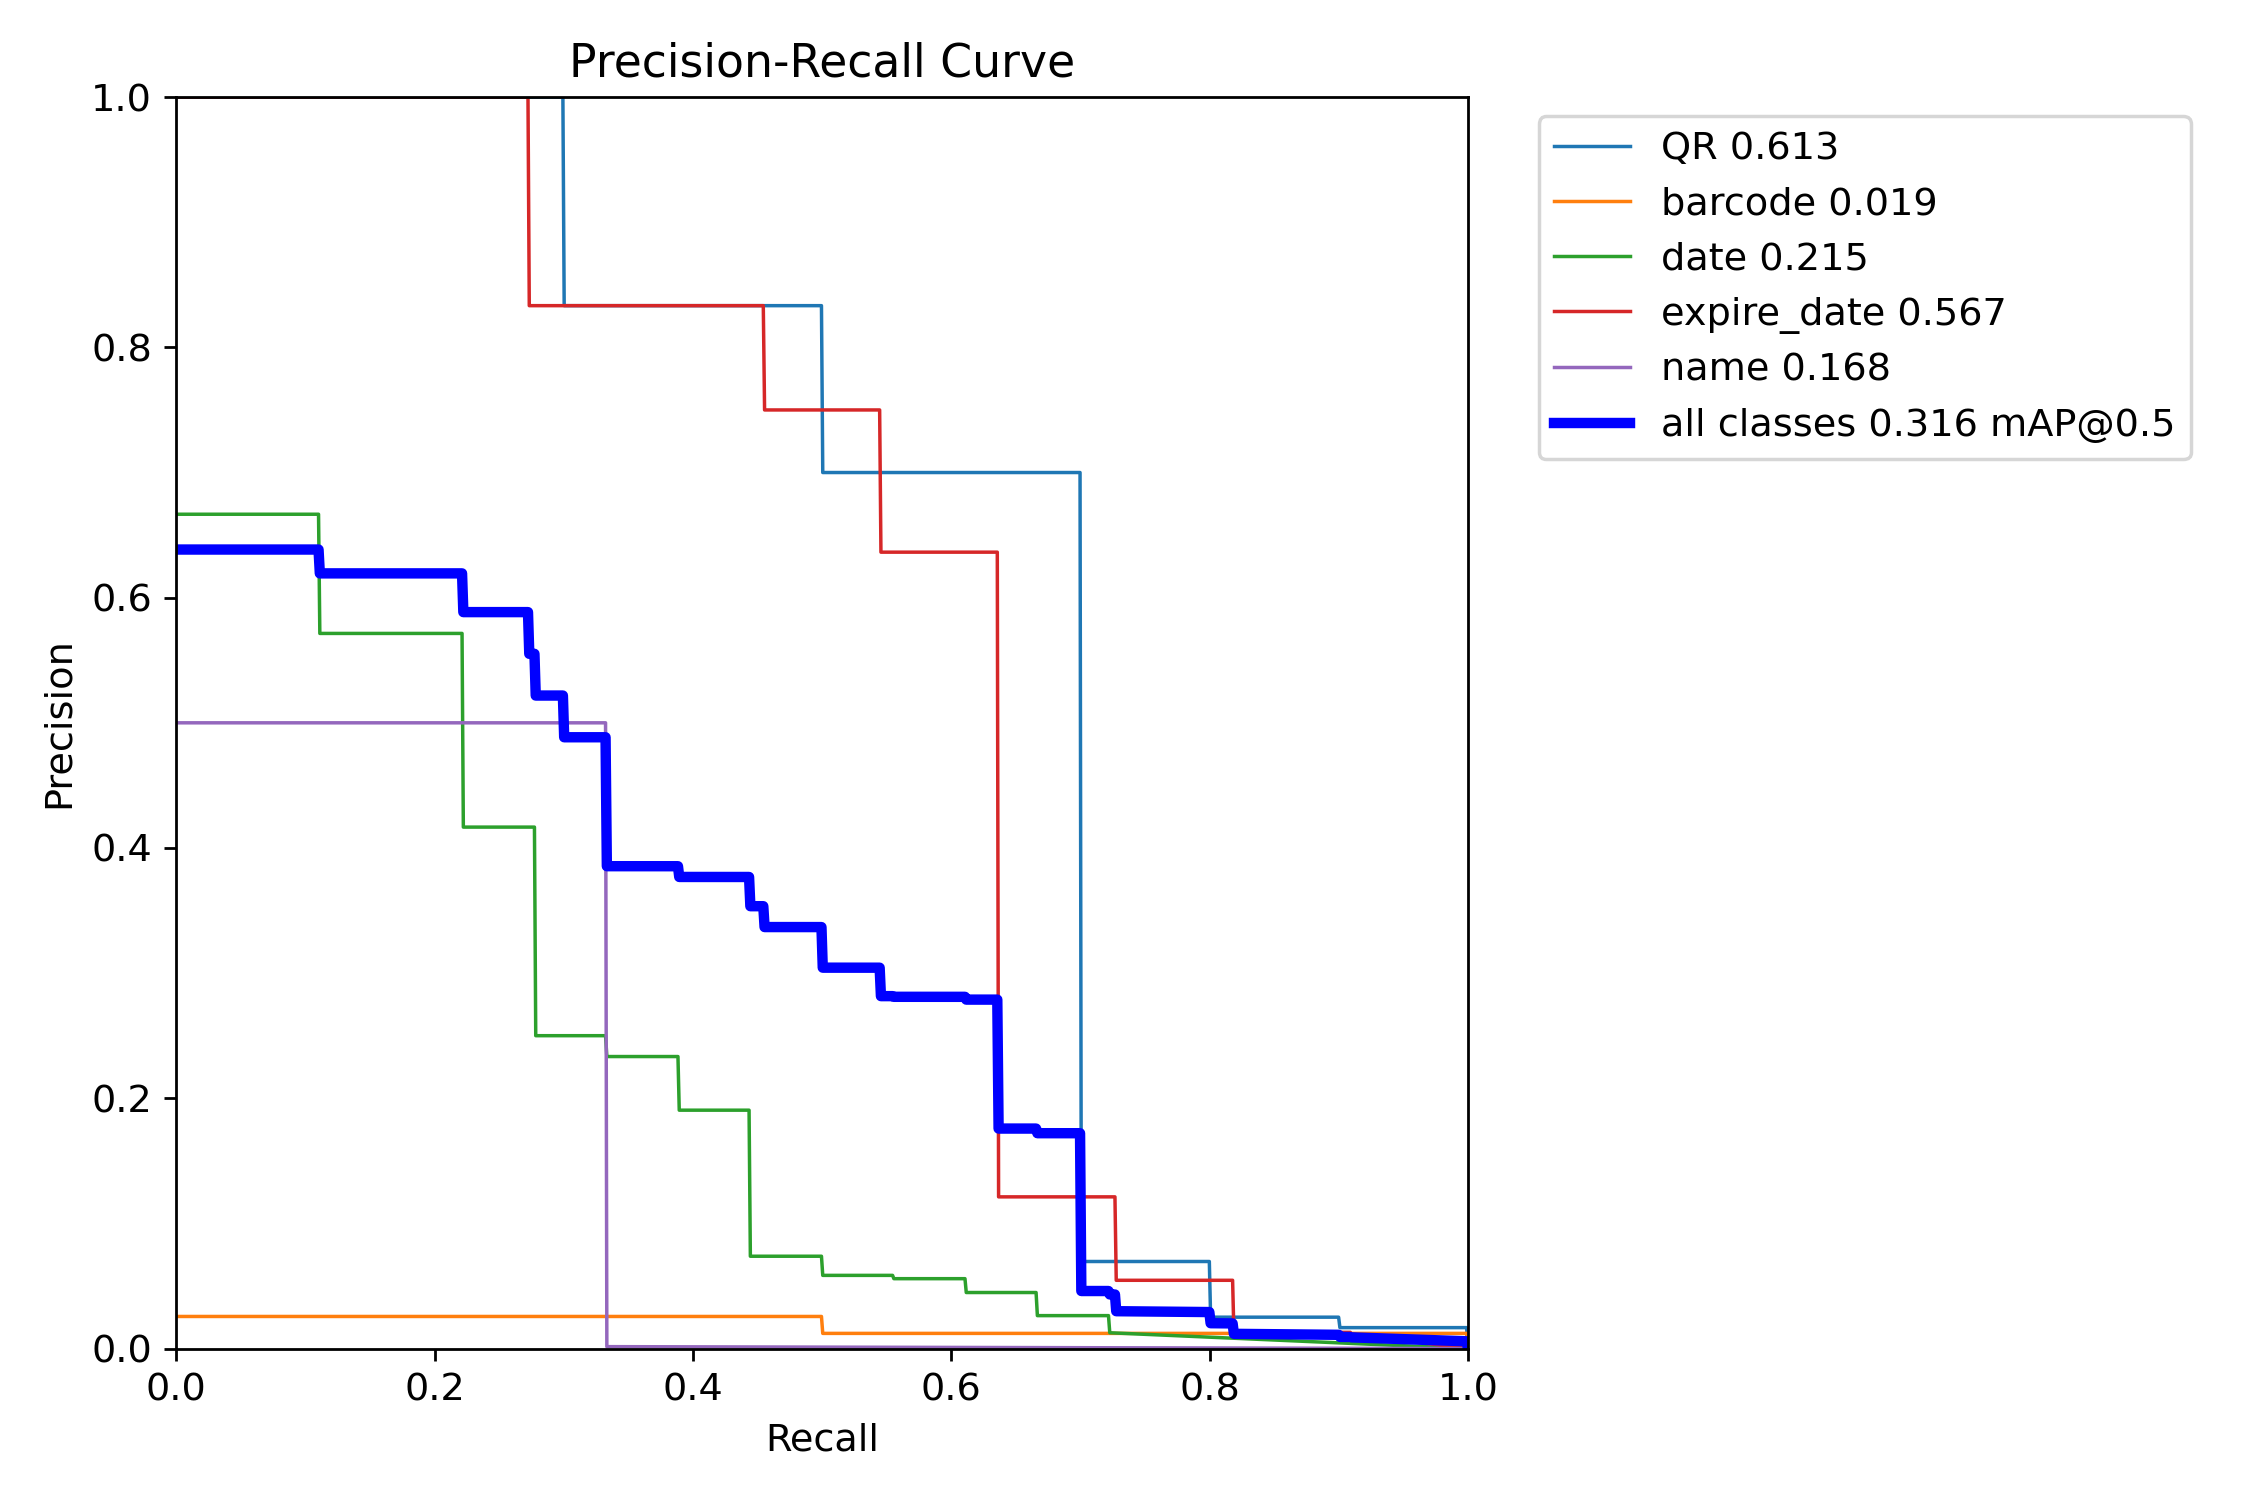 Precision-Recall Curve
1.0
0.8
0.6
0.4
0.2
0.0
Precision
0.0 0.2 0.4 0.6 0.8 1.0
Recall
QR 0.613
barcode 0.019
date 0.215
expire_date 0.567
name 0.168
all classes 0.316 mAP@0.5